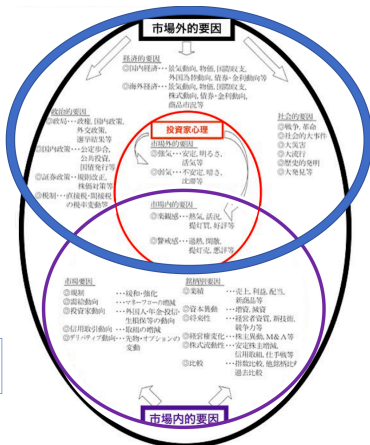 市場外的要因
経済的要因
◎国内経済…景気動向、物価、国際収支、
外国為替動向、債券・金利動向等
◎海外経済…景気動向、物価、国際収支、
株式動向、債券・金利動向、
商品市況等
政治的要因
◎政局…政権、国内政策、
外交政策、
選挙結果等
◎国内政策…公定歩合、
公共投資、
国債発行等
◎証券政策…規制改正、
株価対策等
◎税制…直接税・間接税
の税率変動等
社会的要因
◎戦争、革命
◎社会的大事件
◎大災害
◎大流行
◎歴史的発明
◎大発見等
投資家心理
市場外的要因
◎強気…安定、明るさ、
活気等
◎弱気…不安定、暗さ、
沈滞等
市場内的要因
◎楽観感…熱気、活況、
提灯買、好評等
◎警戒感…過熱、閑散、
提灯売、悪評等
市場要因
◎規制…緩和・強化
◎需給動向…マネーフローの増減
◎投資家動向…外国人・年金・投信・
生損保等の動向
◎信用取引動向…取組の増減
◎デリバティブ動向…先物・オプションの
変動
銘柄別要因
◎業績…売上、利益、配当、
新商品等
◎資本異動…増資、減資
◎将来性…経営者資質、新技術、
競争力等
◎経営権変化…株主異動、M&A等
◎株式流動性…安定株主増減、
信用取組、仕手戦等
◎比較…指数比較、他銘柄比較
過去比較
市場内的要因